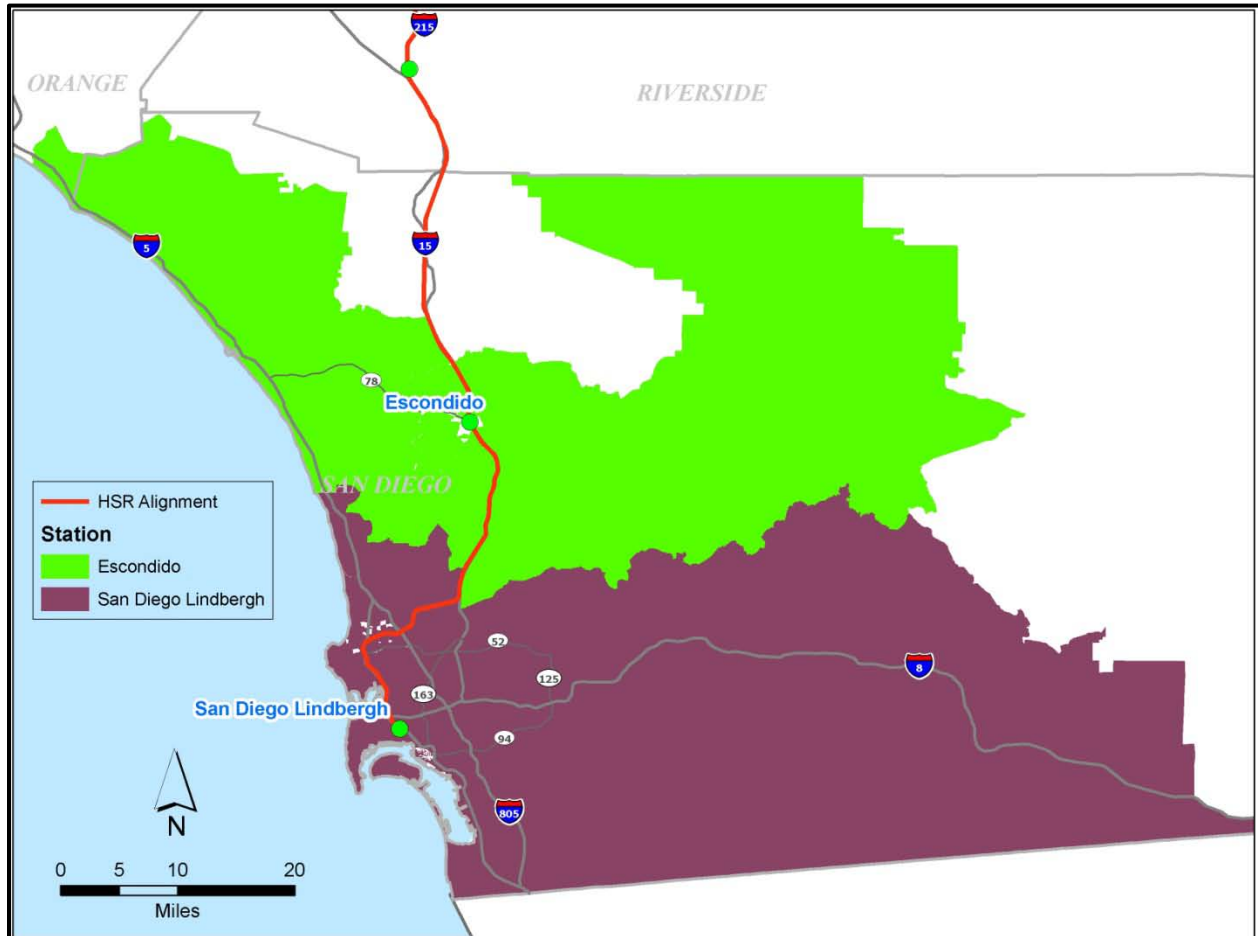 215
ORANGE
RIVERSIDE
5
15
78
Escondido
SAN DIEGO
HSR Alignment
Station
Escondido
San Diego Lindbergh
52
8
125
163
San Diego Lindbergh
94
N
805
0 5 10 20
Miles